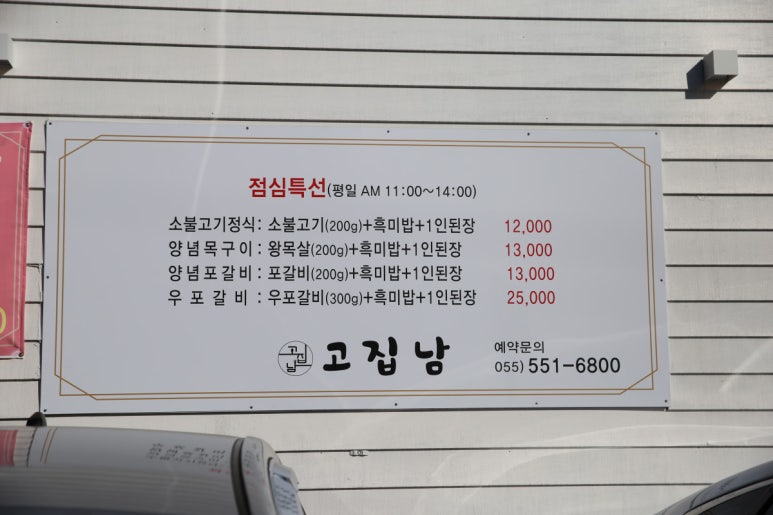 점심특선(평일 AM 11:00~14:00)
소불고기정식: 소불고기(200g)+흑미밥+1인된장 12,000
양념목구이: 왕목살(200g)+흑미밥+1인된장 13,000
양념포갈비: 포갈비(200g)+흑미밥+1인된장 13,000
우포갈비: 우포갈비(300g)+흑미밥+1인된장 25,000
고집남 고집남
예약문의
055) 551-6800